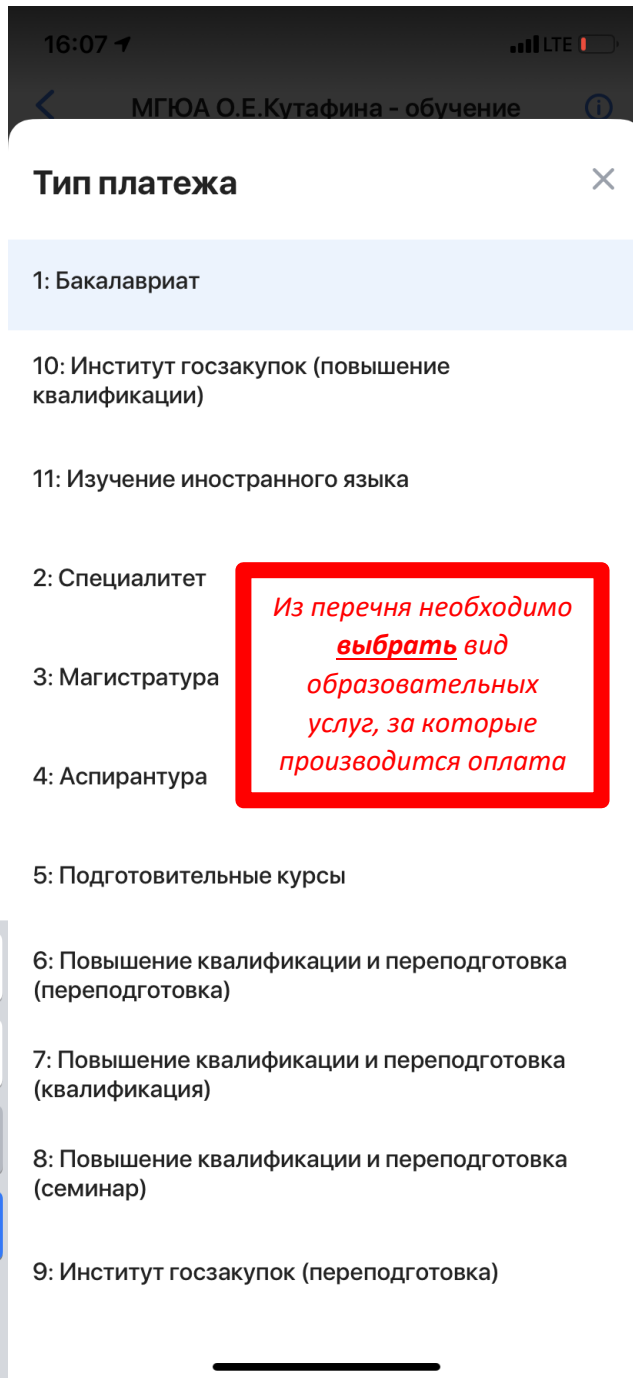 16:07
LTE
МГЮА О.Е.Кутафина - обучение
Тип платежа
1: Бакалавриат
10: Институт госзакупок (повышение
квалификации)
11: Изучение иностранного языка
2: Специалитет
Из перечня необходимо
выбрать вид
образовательных
услуг, за которые
производится оплата
3: Магистратура
4: Аспирантура
5: Подготовительные курсы
6: Повышение квалификации и переподготовка
(переподготовка)
7: Повышение квалификации и переподготовка
(квалификация)
8: Повышение квалификации и переподготовка
(семинар)
9: Институт госзакупок (переподготовка)